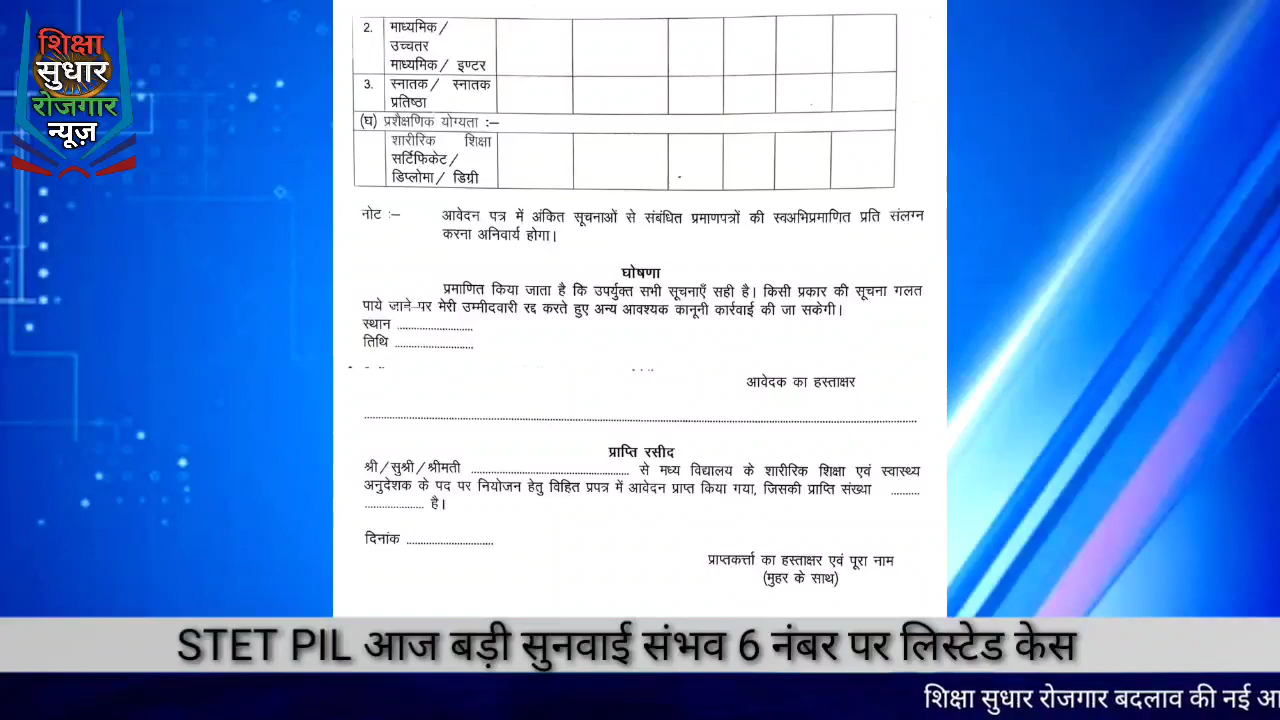 शिक्षा
सुधार
रोजगार
न्यूज़
2. माध्यमिक/
उच्चतर
माध्यमिक/ इण्टर
3. स्नातक/ स्नातक
प्रतिष्ठा
(घ) प्रशैक्षणिक योग्यता :–
शारीरिक शिक्षा
सर्टिफिकेट/
डिप्लोमा/ डिग्री
नोट :– आवेदन पत्र में अंकित सूचनाओं से संबंधित प्रमाणपत्रों की स्वअभिप्रमाणित प्रति संलग्न
करना अनिवार्य होगा।
घोषणा
प्रमाणित किया जाता है कि उपर्युक्त सभी सूचनाएँ सही है। किसी प्रकार की सूचना गलत
पाये जाने पर मेरी उम्मीदवारी रद्द करते हुए अन्य आवश्यक कानूनी कार्रवाई की जा सकेगी।
स्थान ........................
तिथि ........................
आवेदक का हस्ताक्षर
प्राप्ति रसीद
श्री/सुश्री/श्रीमती ................................................ से मध्य विद्यालय के शारीरिक शिक्षा एवं स्वास्थ्य
अनुदेशक के पद पर नियोजन हेतु विहित प्रपत्र में आवेदन प्राप्त किया गया, जिसकी प्राप्ति संख्या .........
.................. है।
दिनांक ...........................
प्राप्तकर्त्ता का हस्ताक्षर एवं पूरा नाम
(मुहर के साथ)
STET PIL आज बड़ी सुनवाई संभव 6 नंबर पर लिस्टेड केस
शिक्षा सुधार रोजगार बदलाव की नई आ